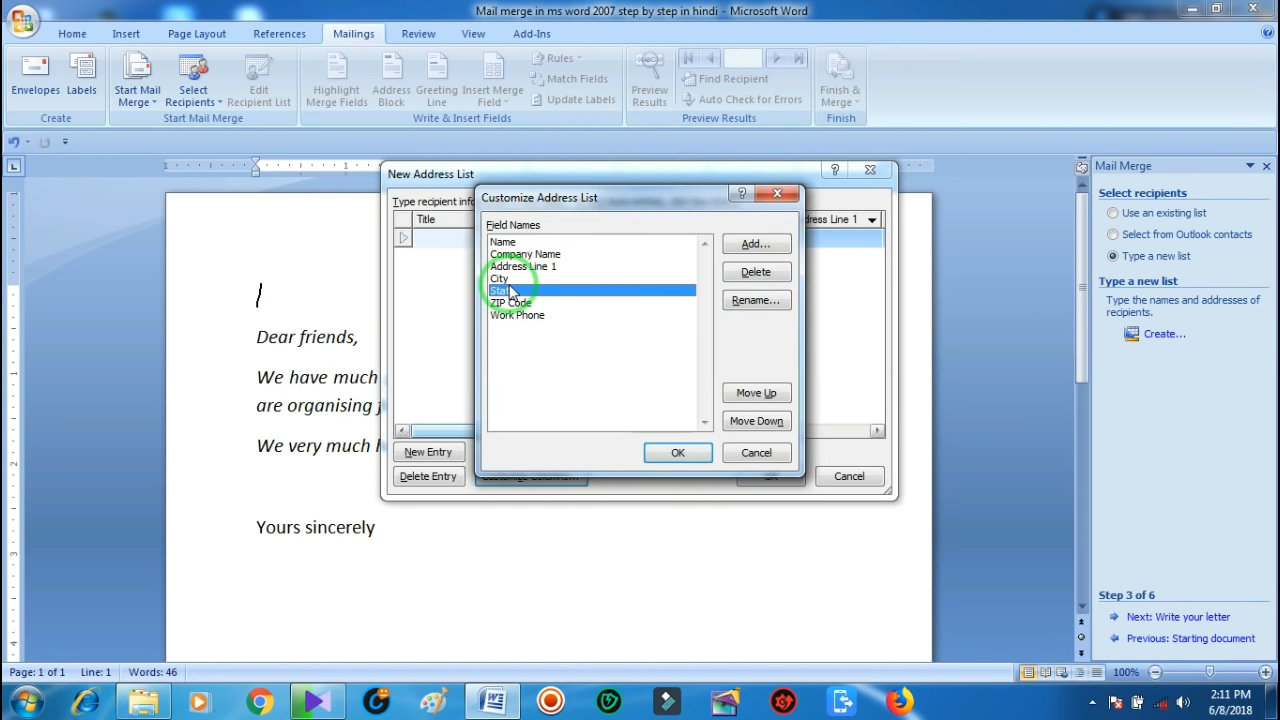 Mail merge in ms word 2007 step by step in hindi - Microsoft Word
Home Insert Page Layout References Mailings Review View Add-Ins
Envelopes Labels
Start Mail Merge Select Recipients Edit Recipient List
Highlight Merge Fields Address Block Greeting Line Insert Merge Field
Rules
Match Fields
Update Labels
Preview Results
Find Recipient
Auto Check for Errors
Finish & Merge
Create Start Mail Merge Write & Insert Fields Preview Results Finish
New Address List
Type recipient info
Title
Line 1
Customize Address List
Field Names
Name
Company Name
Address Line 1
City
ZIP Code
Work Phone
Add...
Delete
Rename...
Move Up
Move Down
OK Cancel
New Entry
Delete Entry
Cancel
Dear friends,
We have much
are organising
We very much
Yours sincerely
Mail Merge
Select recipients
Use an existing list
Select from Outlook contacts
Type a new list
Type a new list
Type the names and addresses of
recipients.
Create...
Step 3 of 6
Next: Write your letter
Previous: Starting document
Page: 1 of 1 Line: 1 Words: 46
100%
2:11 PM
6/8/2018